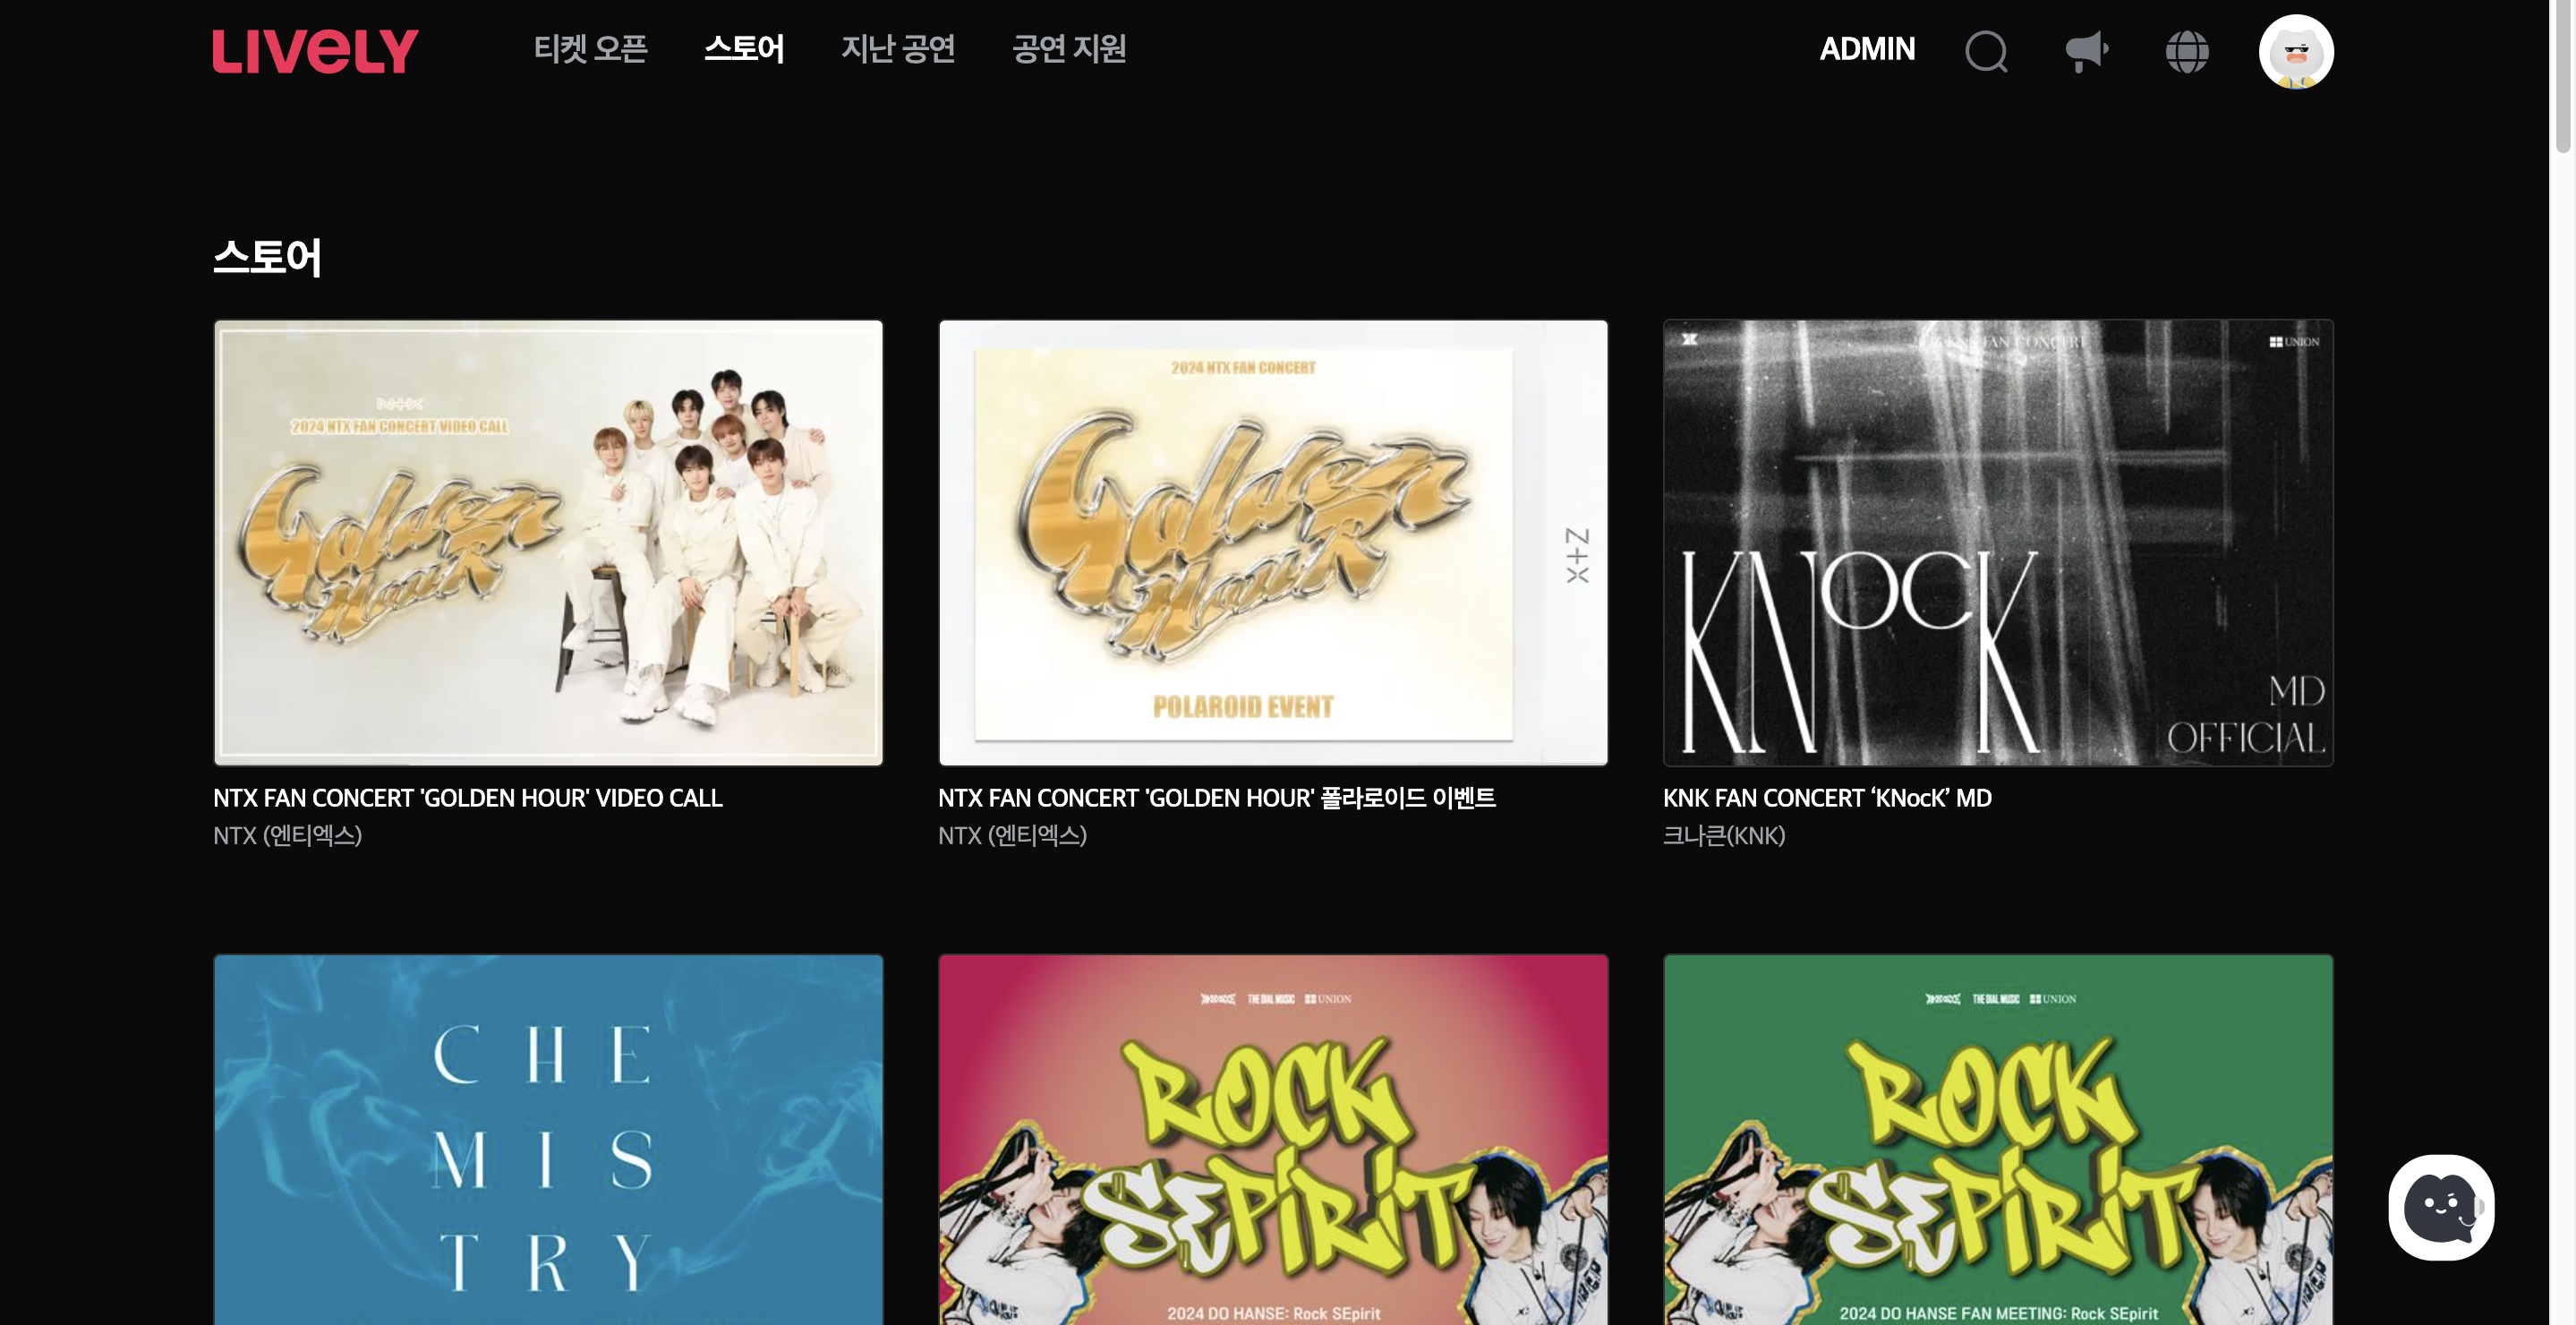 LIVELY
티켓 오픈
스토어
지난 공연
공연 지원
ADMIN
스토어
NTX
2024 NTX FAN CONCERT VIDEO CALL
Golden
Hour
2024 NTX FAN CONCERT
Golden
Hour
POLAROID EVENT
FAN CONCERT
UNION
KNocK
MD
OFFICIAL
NTX FAN CONCERT 'GOLDEN HOUR' VIDEO CALL
NTX (엔티엑스)
NTX FAN CONCERT 'GOLDEN HOUR' 폴라로이드 이벤트
NTX (엔티엑스)
KNK FAN CONCERT ‘KNocK’ MD
크나큰(KNK)
C H E
M I S
T R Y
THE DIAL MUSIC UNION
ROCK
SEPiRiT
2024 DO HANSE: Rock SEpirit
THE DIAL MUSIC UNION
ROCK
SEPiRiT
2024 DO HANSE FAN MEETING: Rock SEpirit